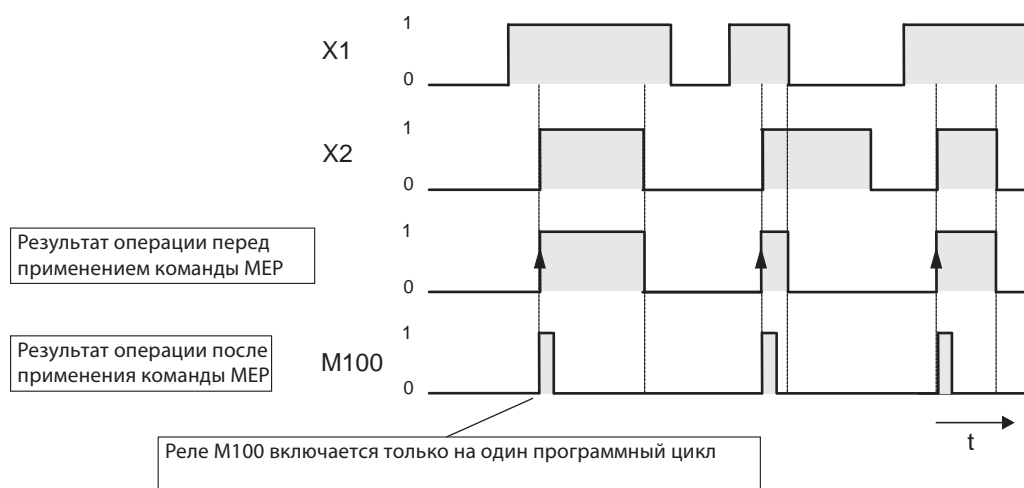 1
X1
0
1
X2
0
Результат операции перед
применением команды MEP
1
0
Результат операции после
применения команды MEP
1
M100
0
t
Реле M100 включается только на один программный цикл